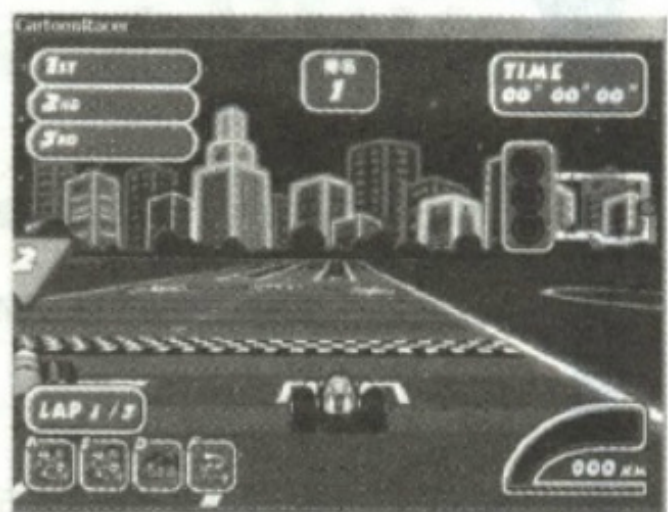 CartoonRacer
1ST
2ND
3RD
1
TIME
00" 00" 00"
2
LAP 1 / 3
000 KM